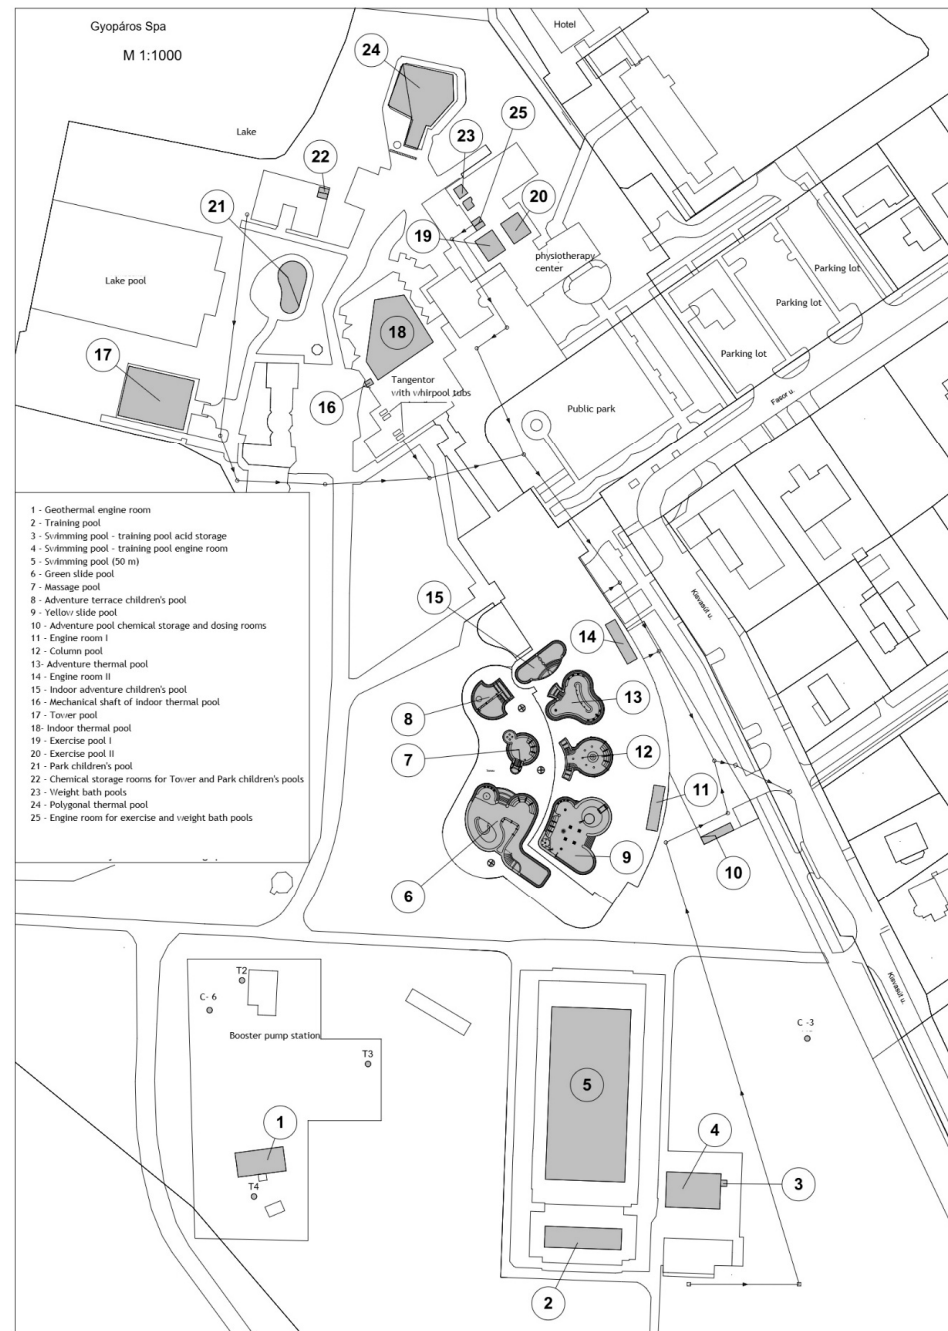 Gyopáros Spa
M 1:1000
Hotel
24
25
23
22
Lake
20
21
19
physiotherapy
center
Parking lot
Lake pool
Parking lot
18
17
Parking lot
Tangentor
with whirpool tubs
Fasor u.
16
Public park
1 - Geothermal engine room
2 - Training pool
3 - Swimming pool - training pool acid storage
4 - Swimming pool - training pool engine room
5 - Swimming pool (50 m)
6 - Green slide pool
7 - Massage pool
8 - Adventure terrace children's pool
9 - Yellow slide pool
10 - Adventure pool chemical storage and dosing rooms
11 - Engine room I
12 - Column pool
13- Adventure thermal pool
14 - Engine room II
15 - Indoor adventure children's pool
16 - Mechanical shaft of indoor thermal pool
17 - Tower pool
18- Indoor thermal pool
19 - Exercise pool I
20 - Exercise pool II
21 - Park children's pool
22 - Chemical storage rooms for Tower and Park children's pools
23 - Weight bath pools
24 - Polygonal thermal pool
25 - Engine room for exercise and weight bath pools
15
Kisvasút u.
14
13
8
7
12
11
9
10
6
T2
C- 6
Kisvasút u.
C -3
Booster pump station
T3
5
1
4
3
T4
2